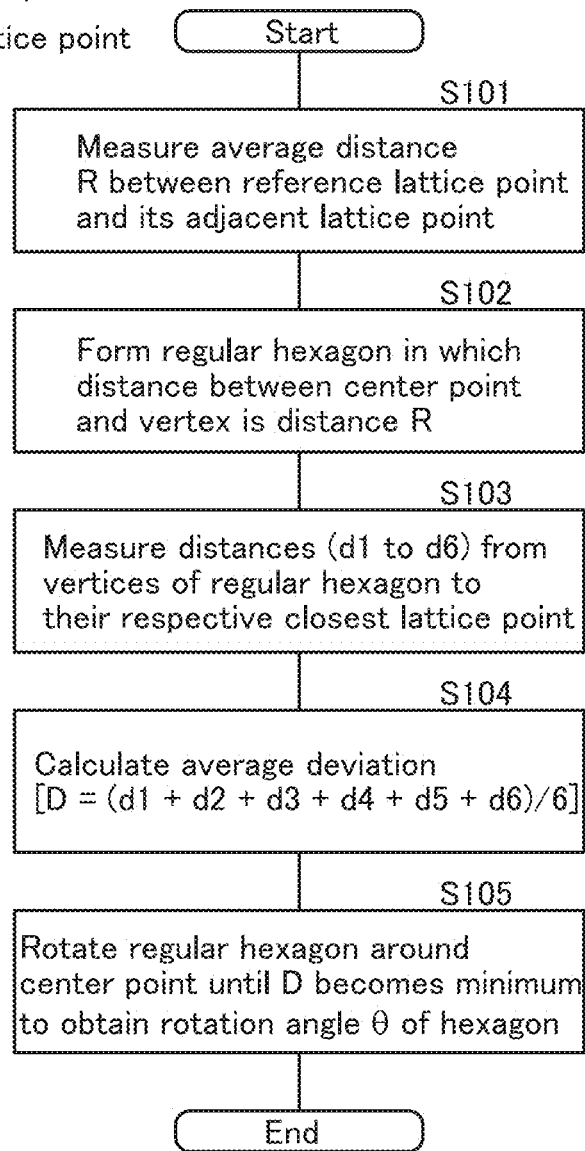 tice point
Start
S101
Measure average distance
R between reference lattice point
and its adjacent lattice point
S102
Form regular hexagon in which
distance between center point
and vertex is distance R
S103
Measure distances (d1 to d6) from
vertices of regular hexagon to
their respective closest lattice point
S104
Calculate average deviation
[D = (d1 + d2 + d3 + d4 + d5 + d6)/6]
S105
Rotate regular hexagon around
center point until D becomes minimum
to obtain rotation angle θ of hexagon
End